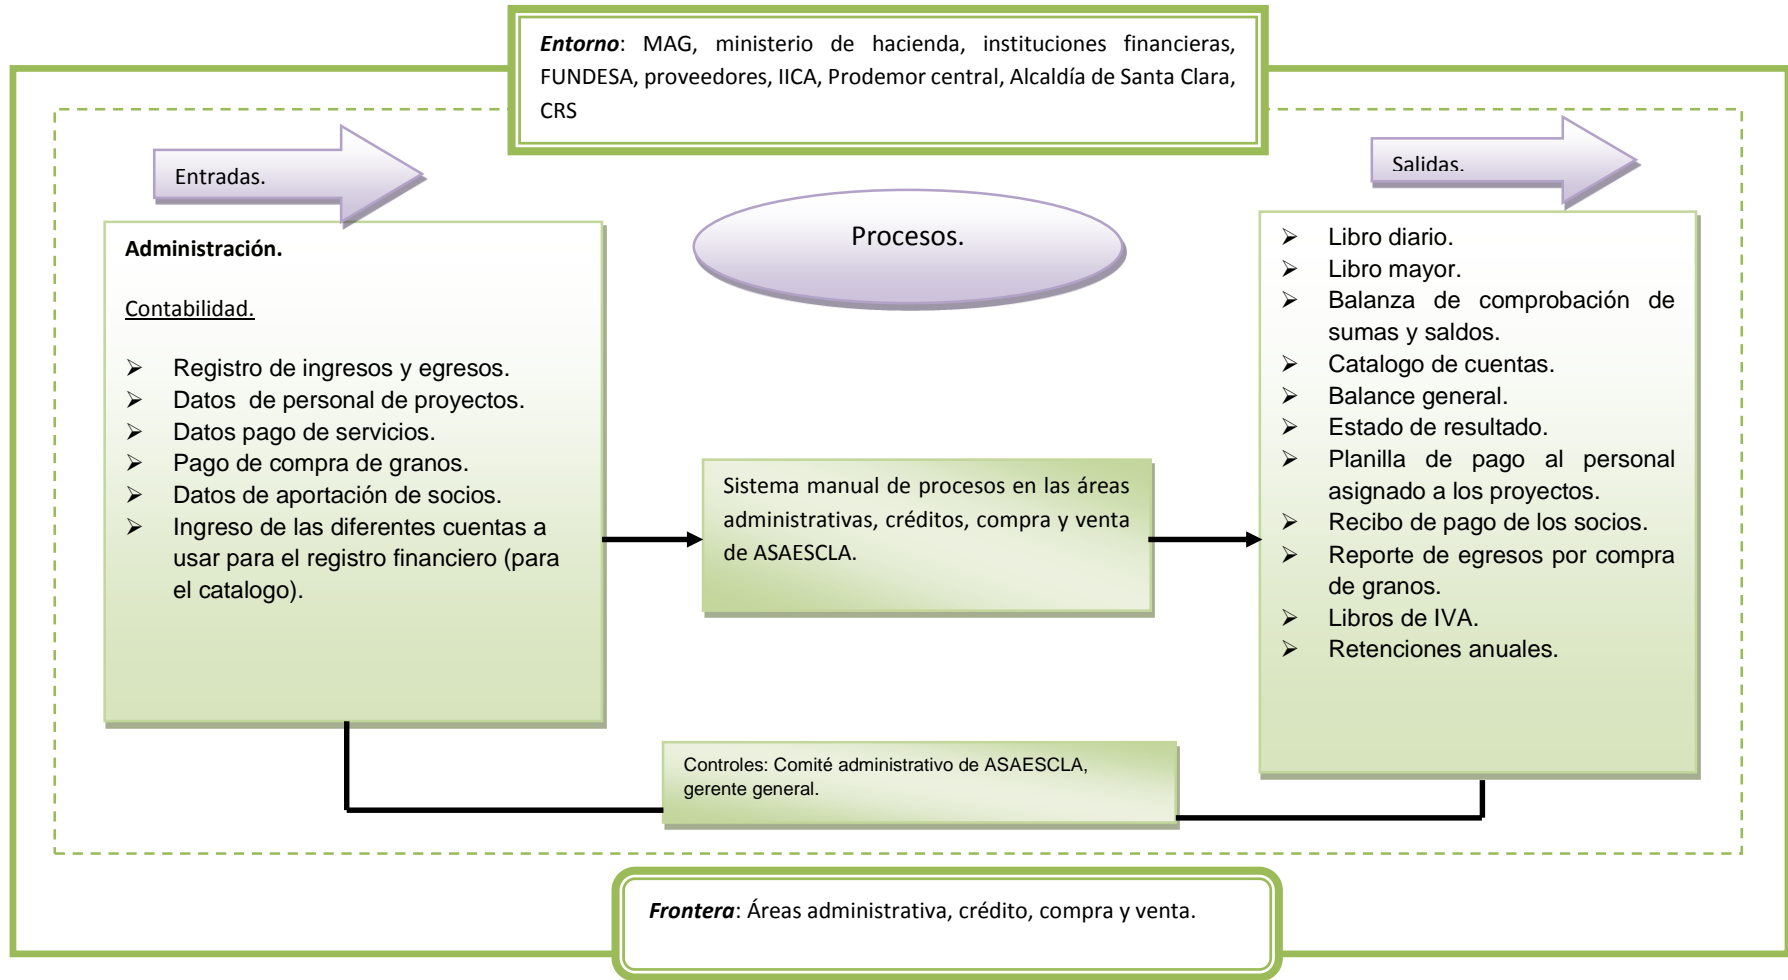 Entorno: MAG, ministerio de hacienda, instituciones financieras,
FUNDESA, proveedores, IICA, Prodemor central, Alcaldía de Santa Clara,
CRS
Entradas.
Salidas.
Procesos.
Administración.
Contabilidad.
➢ Registro de ingresos y egresos.
➢ Datos de personal de proyectos.
➢ Datos pago de servicios.
➢ Pago de compra de granos.
➢ Datos de aportación de socios.
➢ Ingreso de las diferentes cuentas a
usar para el registro financiero (para
el catalogo).
Sistema manual de procesos en las áreas
administrativas, créditos, compra y venta
de ASAESCLA.
➢ Libro diario.
➢ Libro mayor.
➢ Balanza de comprobación de
sumas y saldos.
➢ Catalogo de cuentas.
➢ Balance general.
➢ Estado de resultado.
➢ Planilla de pago al personal
asignado a los proyectos.
➢ Recibo de pago de los socios.
➢ Reporte de egresos por compra
de granos.
➢ Libros de IVA.
➢ Retenciones anuales.
Controles: Comité administrativo de ASAESCLA,
gerente general.
Frontera: Áreas administrativa, crédito, compra y venta.